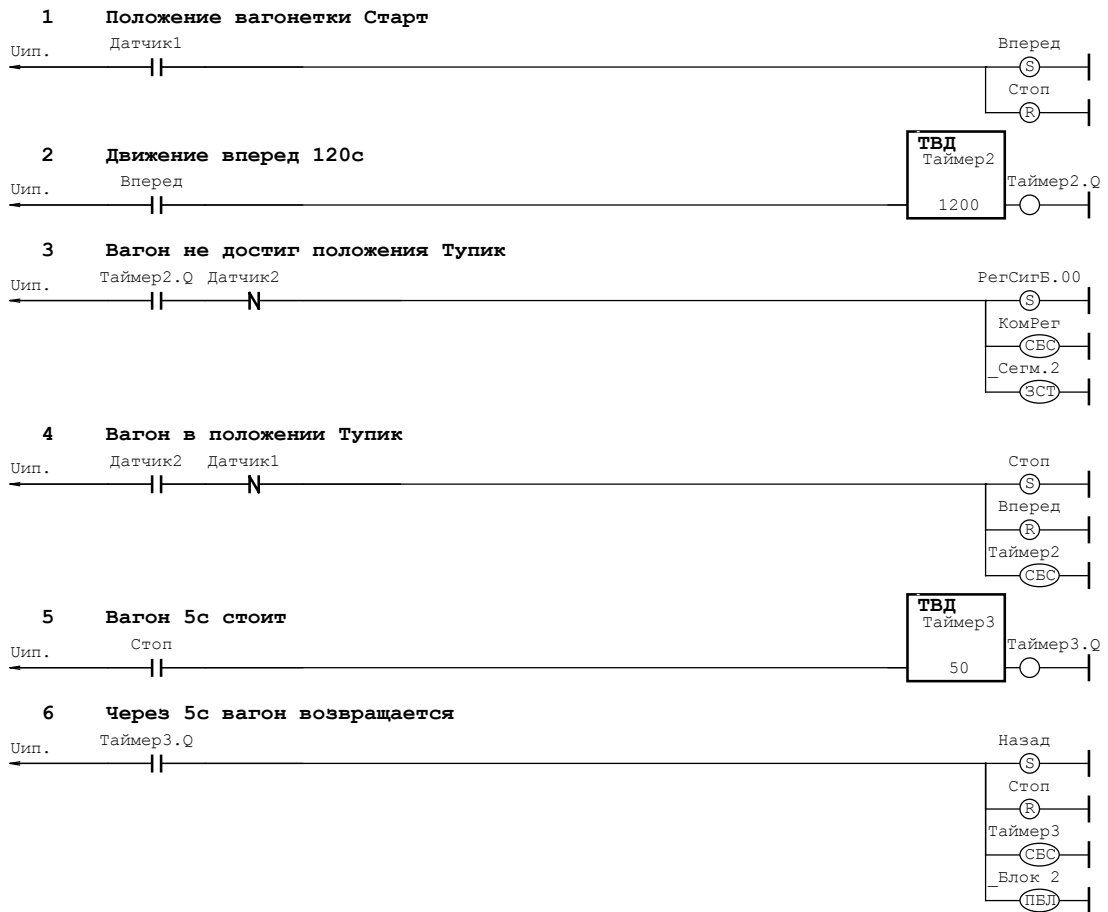 1 Положение вагонетки Старт
Uип. Датчик1 Вперед
S
Стоп
R
2 Движение вперед 120с
ТВД
Таймер2
Uип. Вперед Таймер2.Q
1200
3 Вагон не достиг положения Тупик
Uип. Таймер2.Q Датчик2 РегСигБ.00
S
КомРег
СБС
_Сегм.2
ЗСТ
4 Вагон в положении Тупик
Uип. Датчик2 Датчик1 Стоп
S
Вперед
R
Таймер2
СБС
5 Вагон 5с стоит
ТВД
Таймер3
Uип. Стоп Таймер3.Q
50
6 Через 5с вагон возвращается
Uип. Таймер3.Q Назад
S
Стоп
R
Таймер3
СБС
_Блок 2
ПБЛ